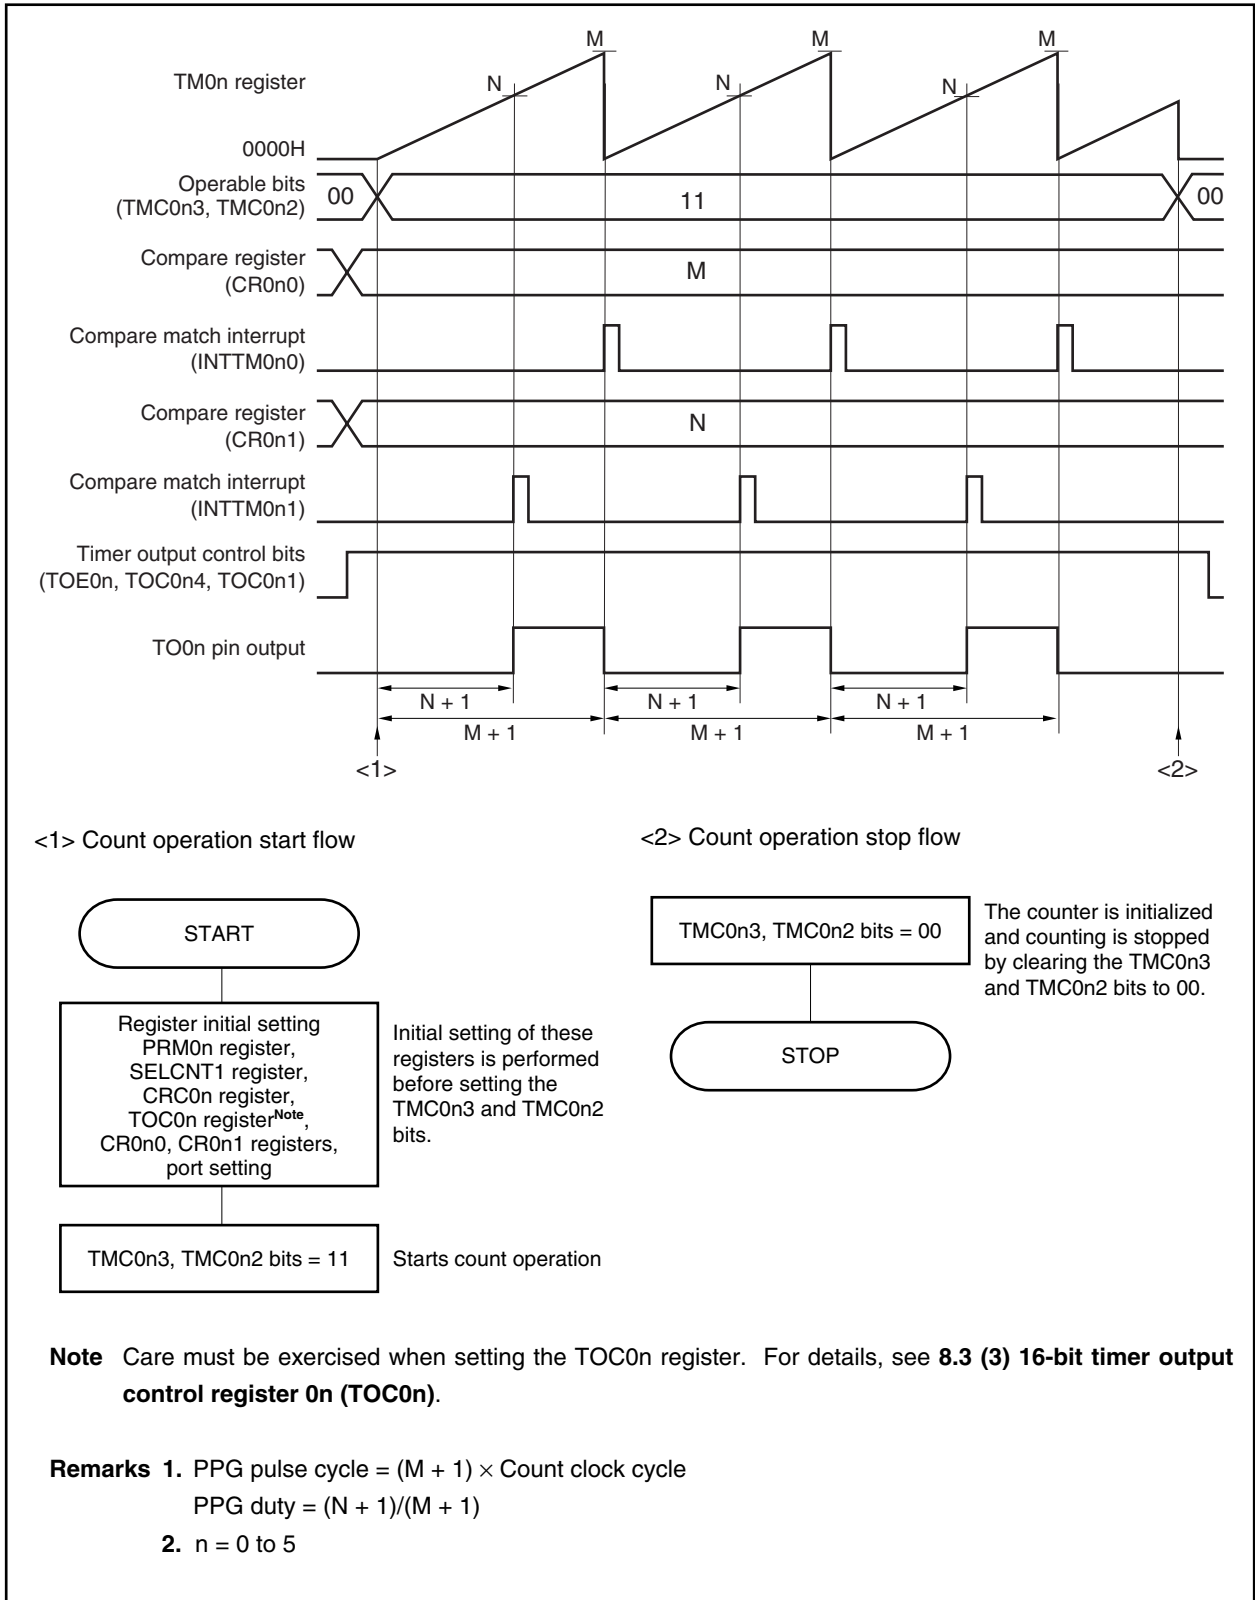 M M M
TM0n register N N N
0000H
Operable bits
(TMC0n3, TMC0n2) 00 11 00
Compare register
(CR0n0) M
Compare match interrupt
(INTTM0n0)
Compare register
(CR0n1) N
Compare match interrupt
(INTTM0n1)
Timer output control bits
(TOE0n, TOC0n4, TOC0n1)
TO0n pin output
N + 1 N + 1 N + 1
M + 1 M + 1 M + 1
<1> <2>
<1> Count operation start flow
START
Register initial setting
PRM0n register,
SELCNT1 register,
CRC0n register,
TOC0n registerNote,
CR0n0, CR0n1 registers,
port setting
Initial setting of these
registers is performed
before setting the
TMC0n3 and TMC0n2
bits.
TMC0n3, TMC0n2 bits = 11
Starts count operation
<2> Count operation stop flow
TMC0n3, TMC0n2 bits = 00
The counter is initialized
and counting is stopped
by clearing the TMC0n3
and TMC0n2 bits to 00.
STOP
Note Care must be exercised when setting the TOC0n register. For details, see 8.3 (3) 16-bit timer output
control register 0n (TOC0n).
Remarks 1. PPG pulse cycle = (M + 1) × Count clock cycle
PPG duty = (N + 1)/(M + 1)
2. n = 0 to 5